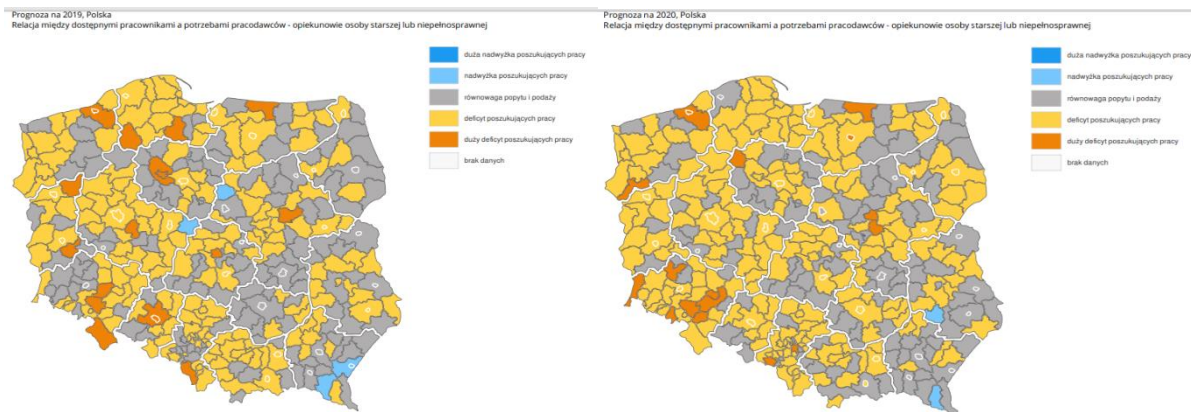 Prognoza na 2019, Polska
Relacja między dostępnymi pracownikami a potrzebami pracodawców - opiekunowie osoby starszej lub niepełnosprawnej
duża nadwyżka poszukujących pracy
nadwyżka poszukujących pracy
równowaga popytu i podaży
deficyt poszukujących pracy
duży deficyt poszukujących pracy
brak danych
Prognoza na 2020, Polska
Relacja między dostępnymi pracownikami a potrzebami pracodawców - opiekunowie osoby starszej lub niepełnosprawnej
duża nadwyżka poszukujących pracy
nadwyżka poszukujących pracy
równowaga popytu i podaży
deficyt poszukujących pracy
duży deficyt poszukujących pracy
brak danych